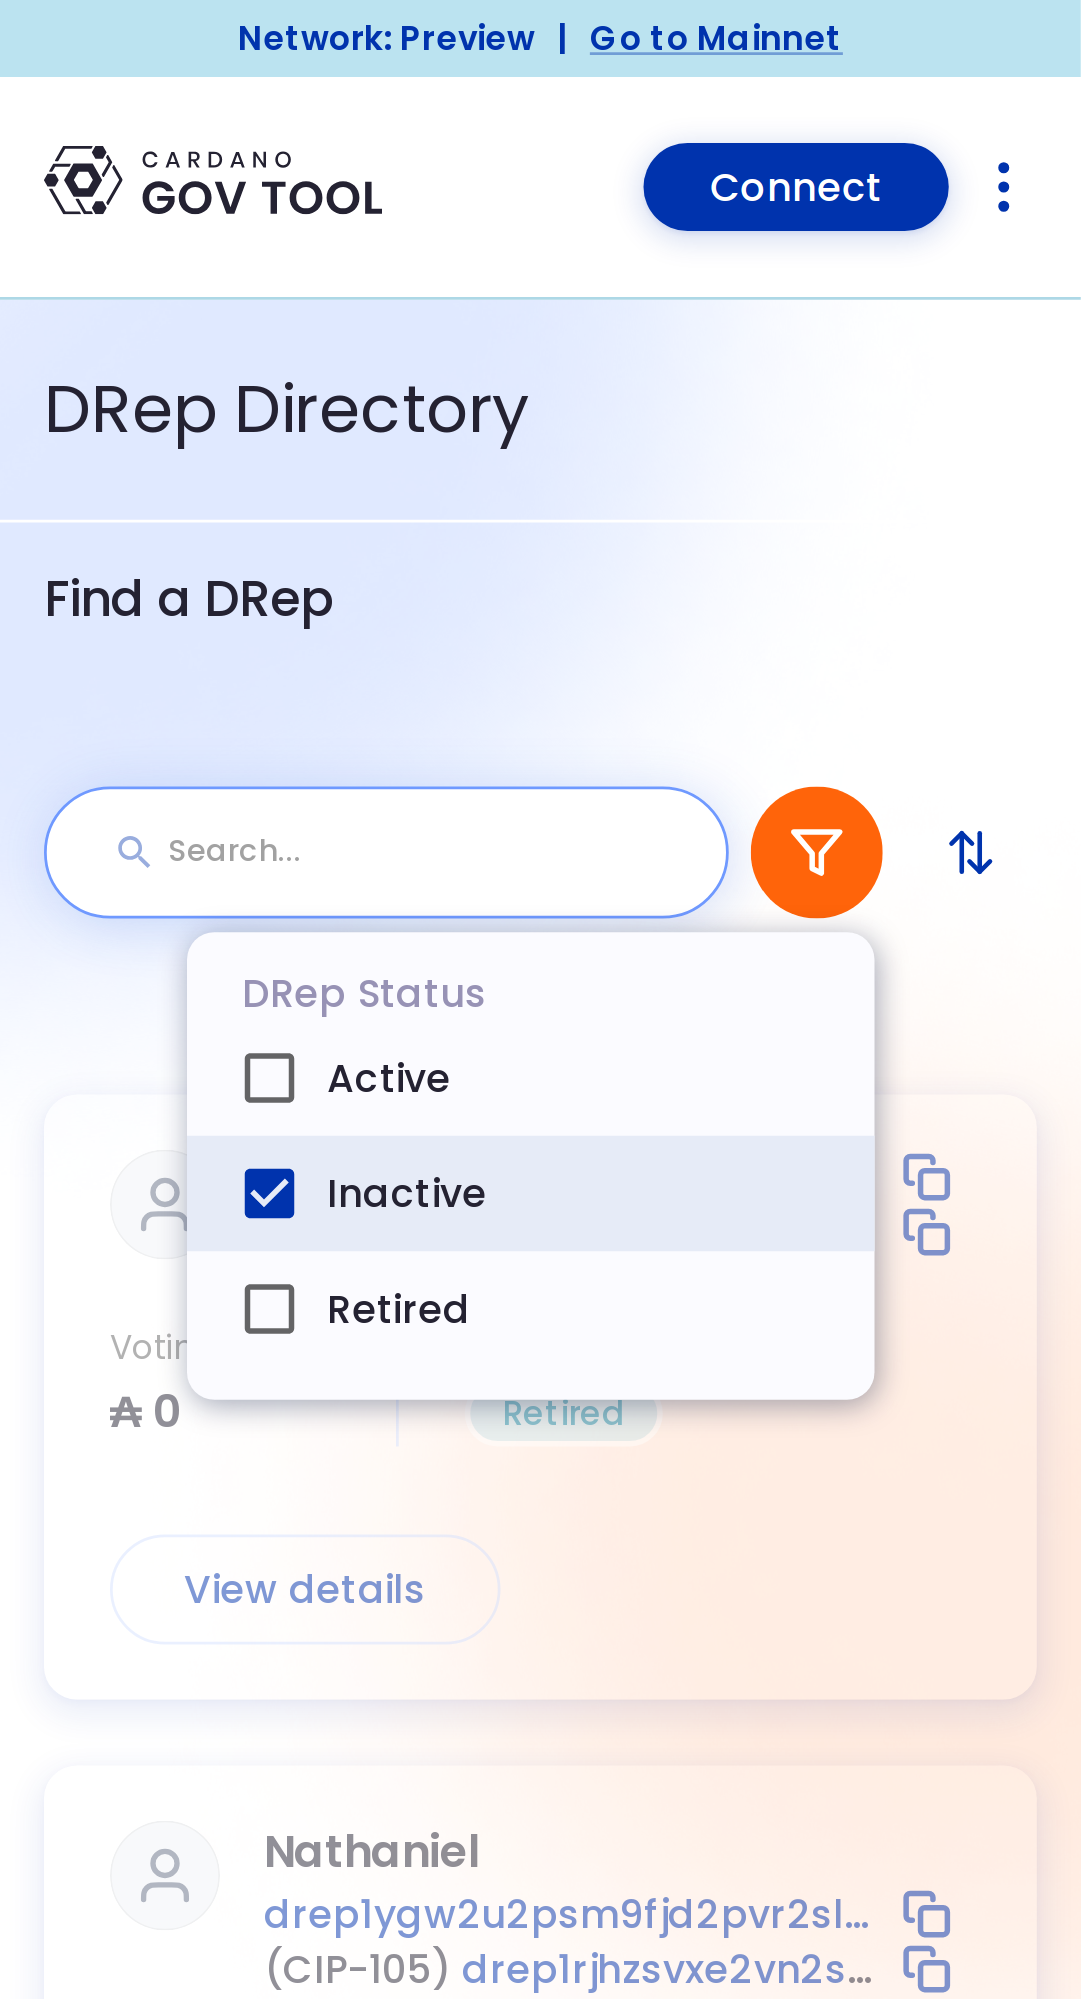 Network: Preview | Go to Mainnet
CARDANO
GOV TOOL
Connect
DRep Directory
Find a DRep
Search...
DRep Status
Active
Inactive
Retired
₳ 0
Retired
View details
Nathaniel
drep1ygw2u2psm9fjd2pvr2sl...
(CIP-105) drep1rjhzsvxe2vn2s...